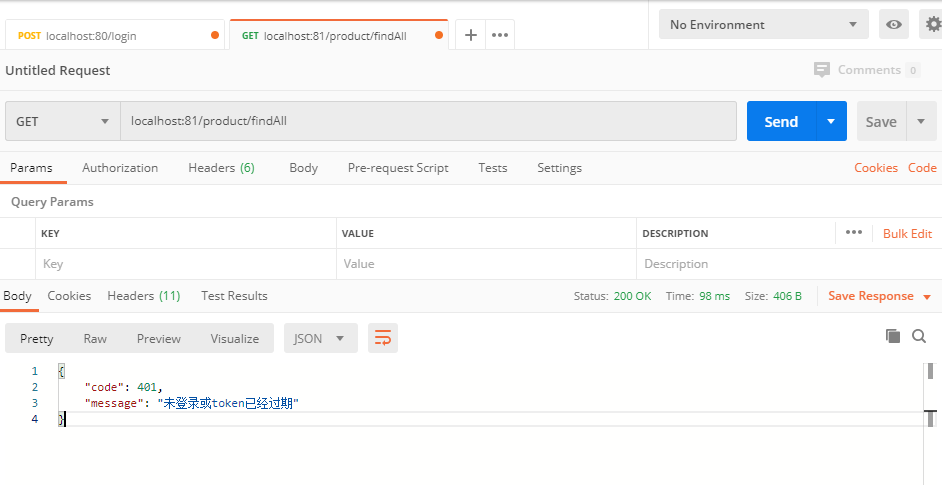 POST localhost:80/login
GET localhost:81/product/findAll
No Environment
Untitled Request
Comments 0
GET localhost:81/product/findAll Send Save
Params Authorization Headers (6) Body Pre-request Script Tests Settings Cookies Code
Query Params
KEY VALUE DESCRIPTION Bulk Edit
Key Value Description
Body Cookies Headers (11) Test Results Status: 200 OK Time: 98 ms Size: 406 B Save Response
Pretty Raw Preview Visualize JSON
1 {
2 "code": 401,
3 "message": "未登录或token已经过期"
4 }